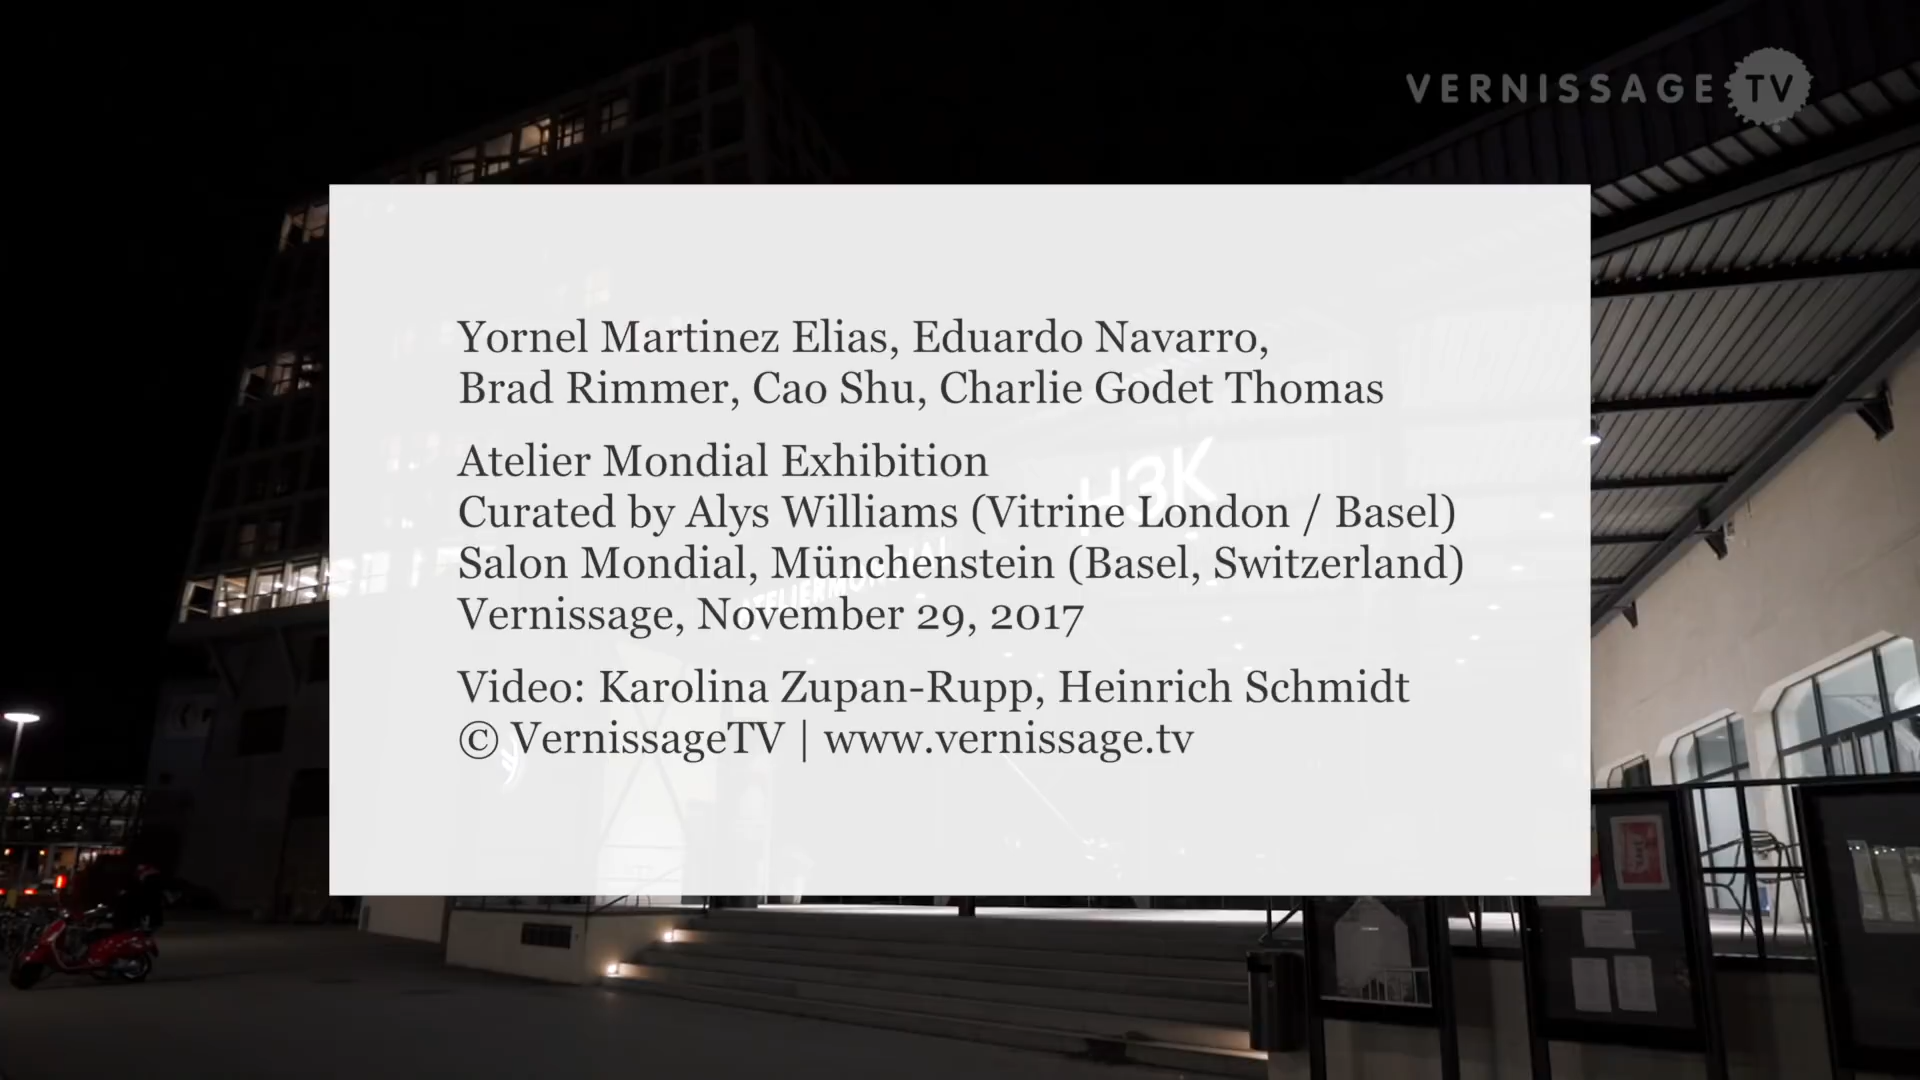 VERNISSAGE TV
Yornel Martinez Elias, Eduardo Navarro,
Brad Rimmer, Cao Shu, Charlie Godet Thomas
Atelier Mondial Exhibition
Curated by Alys Williams (Vitrine London / Basel)
Salon Mondial, Münchenstein (Basel, Switzerland)
Vernissage, November 29, 2017
Video: Karolina Zupan-Rupp, Heinrich Schmidt
© VernissageTV | www.vernissage.tv
H3K
ATELIERMONDIAL